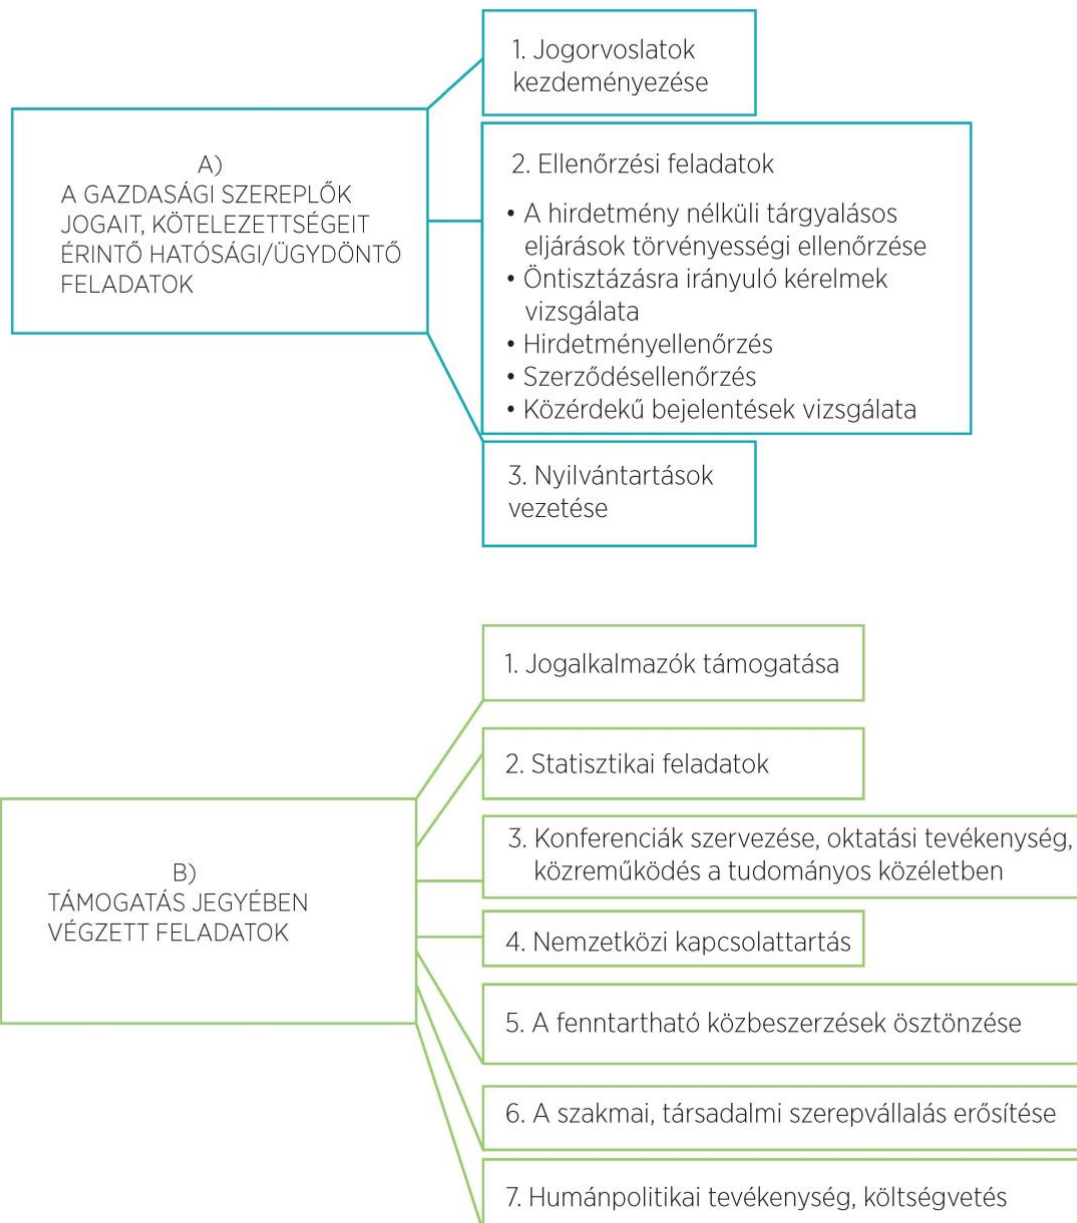 A)
A GAZDASÁGI SZEREPLŐK
JOGAIT, KÖTELEZETTSÉGEIT
ÉRINTŐ HATÓSÁGI/ÜGYDÖNTŐ
FELADATOK
1. Jogorvoslatok
kezdeményezése
2. Ellenőrzési feladatok
• A hirdetmény nélküli tárgyalásos
eljárások törvényességi ellenőrzése
• Öntisztázásra irányuló kérelmek
vizsgálata
• Hirdetményellenőrzés
• Szerződésellenőrzés
• Közérdekű bejelentések vizsgálata
3. Nyilvántartások
vezetése
B)
TÁMOGATÁS JEGYÉBEN
VÉGZETT FELADATOK
1. Jogalkalmazók támogatása
2. Statisztikai feladatok
3. Konferenciák szervezése, oktatási tevékenység,
közreműködés a tudományos közéletben
4. Nemzetközi kapcsolattartás
5. A fenntartható közbeszerzések ösztönzése
6. A szakmai, társadalmi szerepvállalás erősítése
7. Humánpolitikai tevékenység, költségvetés